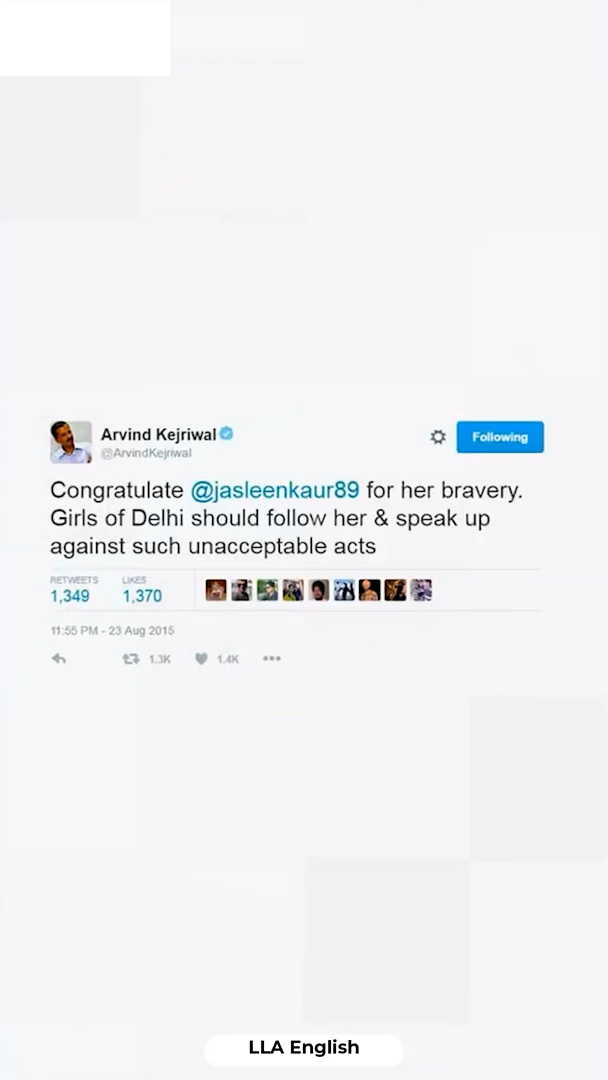 Arvind Kejriwal
@ArvindKejriwal
Following
Congratulate @jasleenkaur89 for her bravery.
Girls of Delhi should follow her & speak up
against such unacceptable acts
RETWEETS LIKES
1,349 1,370
11:55 PM - 23 Aug 2015
1.3K 1.4K
LLA English